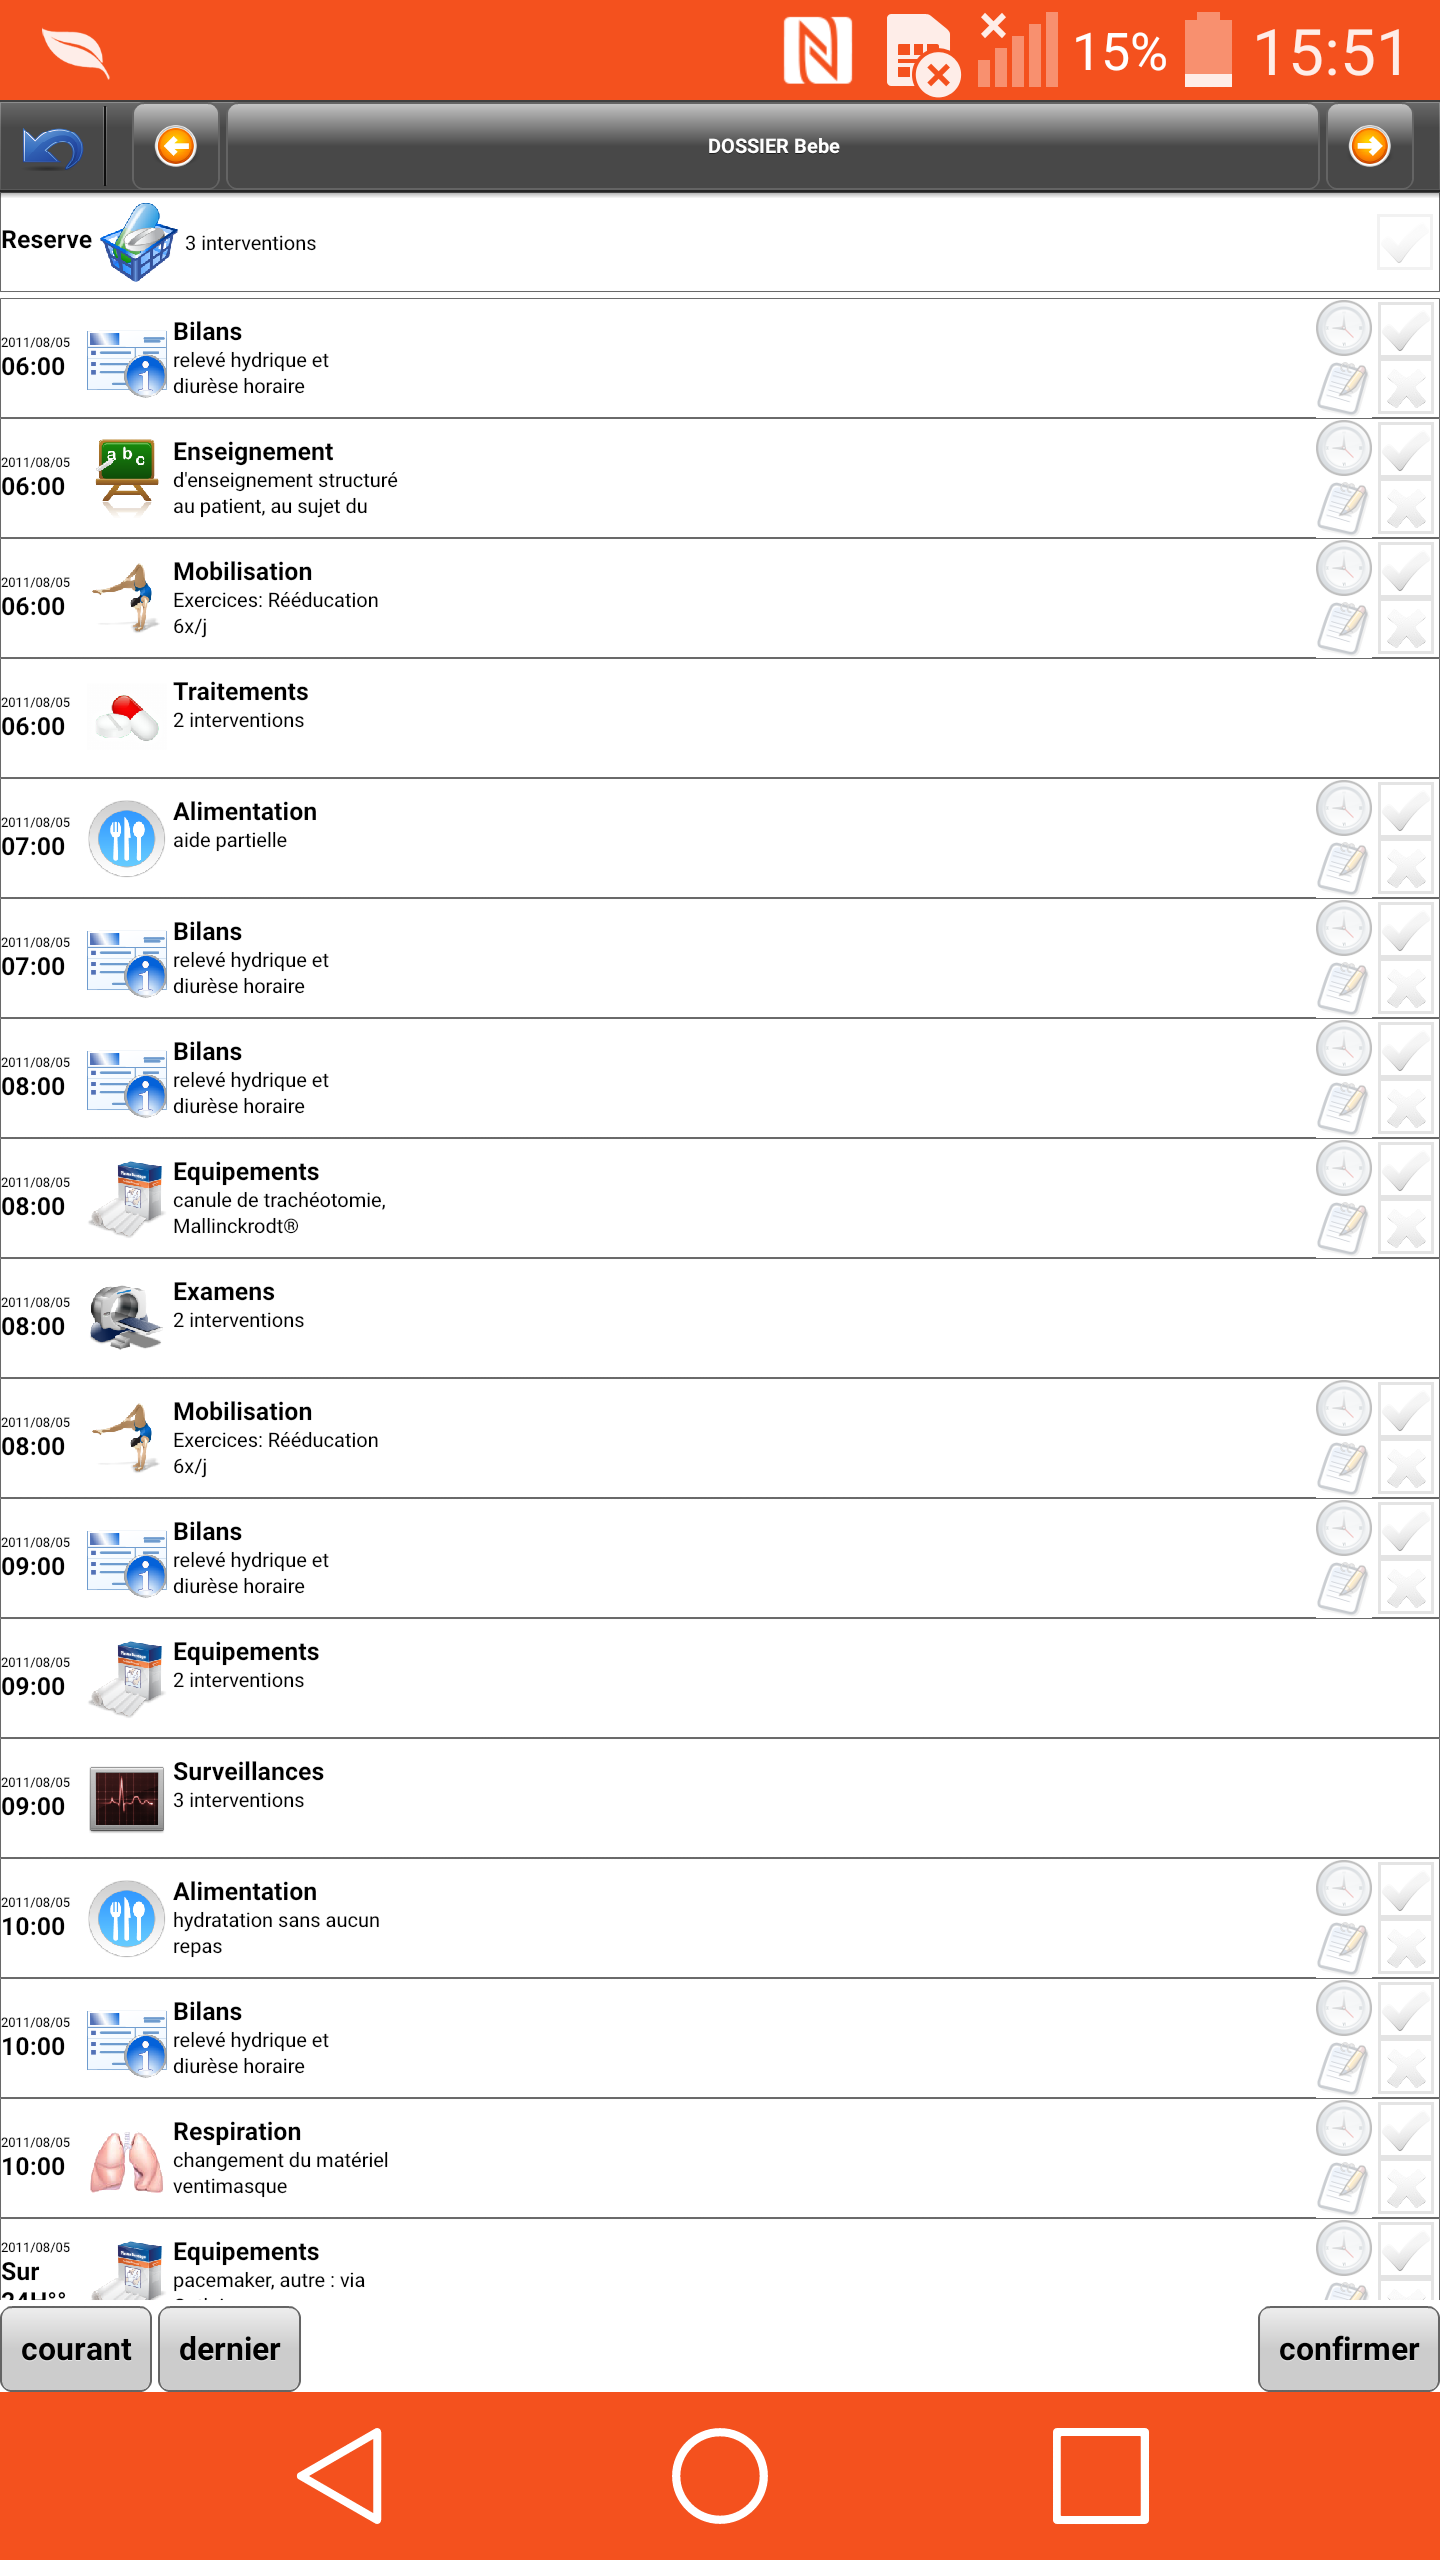 15% 15:51
DOSSIER Bebe
Reserve 3 interventions
2011/08/05
06:00
Bilans
relevé hydrique et
diurèse horaire
2011/08/05
06:00
a b c
Enseignement
d'enseignement structuré
au patient, au sujet du
2011/08/05
06:00
Mobilisation
Exercices: Rééducation
6x/j
2011/08/05
06:00
Traitements
2 interventions
2011/08/05
07:00
Alimentation
aide partielle
2011/08/05
07:00
Bilans
relevé hydrique et
diurèse horaire
2011/08/05
08:00
Bilans
relevé hydrique et
diurèse horaire
2011/08/05
08:00
Equipements
canule de trachéotomie,
Mallinckrodt®
2011/08/05
08:00
Examens
2 interventions
2011/08/05
08:00
Mobilisation
Exercices: Rééducation
6x/j
2011/08/05
09:00
Bilans
relevé hydrique et
diurèse horaire
2011/08/05
09:00
Equipements
2 interventions
2011/08/05
09:00
Surveillances
3 interventions
2011/08/05
10:00
Alimentation
hydratation sans aucun
repas
2011/08/05
10:00
Bilans
relevé hydrique et
diurèse horaire
2011/08/05
10:00
Respiration
changement du matériel
ventimasque
2011/08/05
Sur
24H°°
Equipements
pacemaker, autre : via
courant
dernier
confirmer